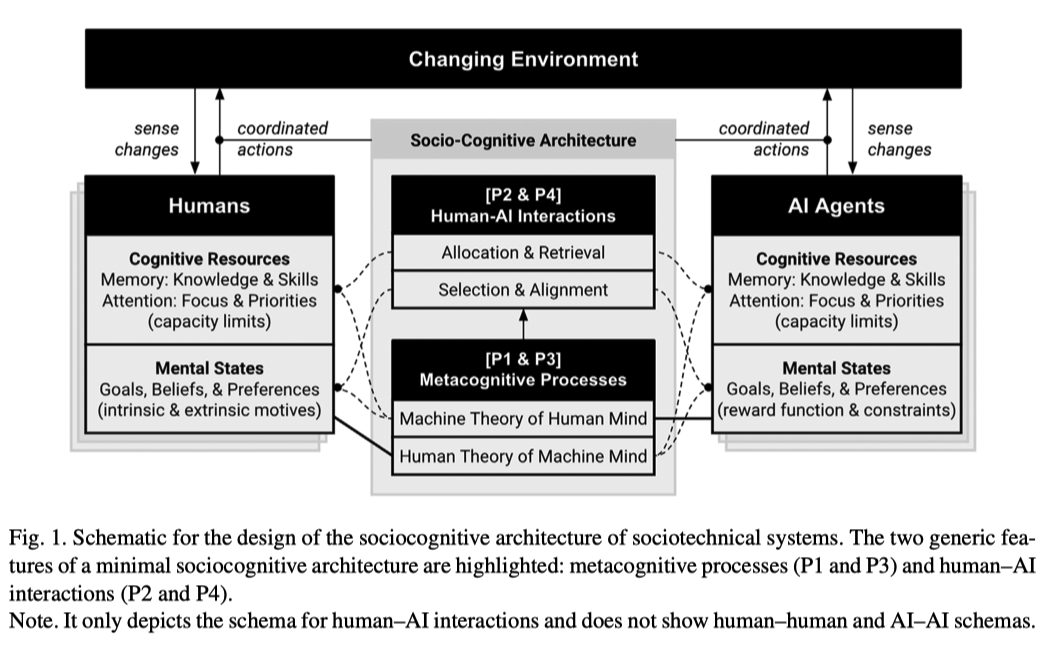 Changing Environment
sense
changes
coordinated
actions
Socio-Cognitive Architecture
coordinated
actions
sense
changes
Humans
Cognitive Resources
Memory: Knowledge & Skills
Attention: Focus & Priorities
(capacity limits)
Mental States
Goals, Beliefs, & Preferences
(intrinsic & extrinsic motives)
[P2 & P4]
Human-AI Interactions
Allocation & Retrieval
Selection & Alignment
[P1 & P3]
Metacognitive Processes
Machine Theory of Human Mind
Human Theory of Machine Mind
AI Agents
Cognitive Resources
Memory: Knowledge & Skills
Attention: Focus & Priorities
(capacity limits)
Mental States
Goals, Beliefs, & Preferences
(reward function & constraints)
Fig. 1. Schematic for the design of the sociocognitive architecture of sociotechnical systems. The two generic fea-
tures of a minimal sociocognitive architecture are highlighted: metacognitive processes (P1 and P3) and human–AI
interactions (P2 and P4).
Note. It only depicts the schema for human–AI interactions and does not show human–human and AI–AI schemas.